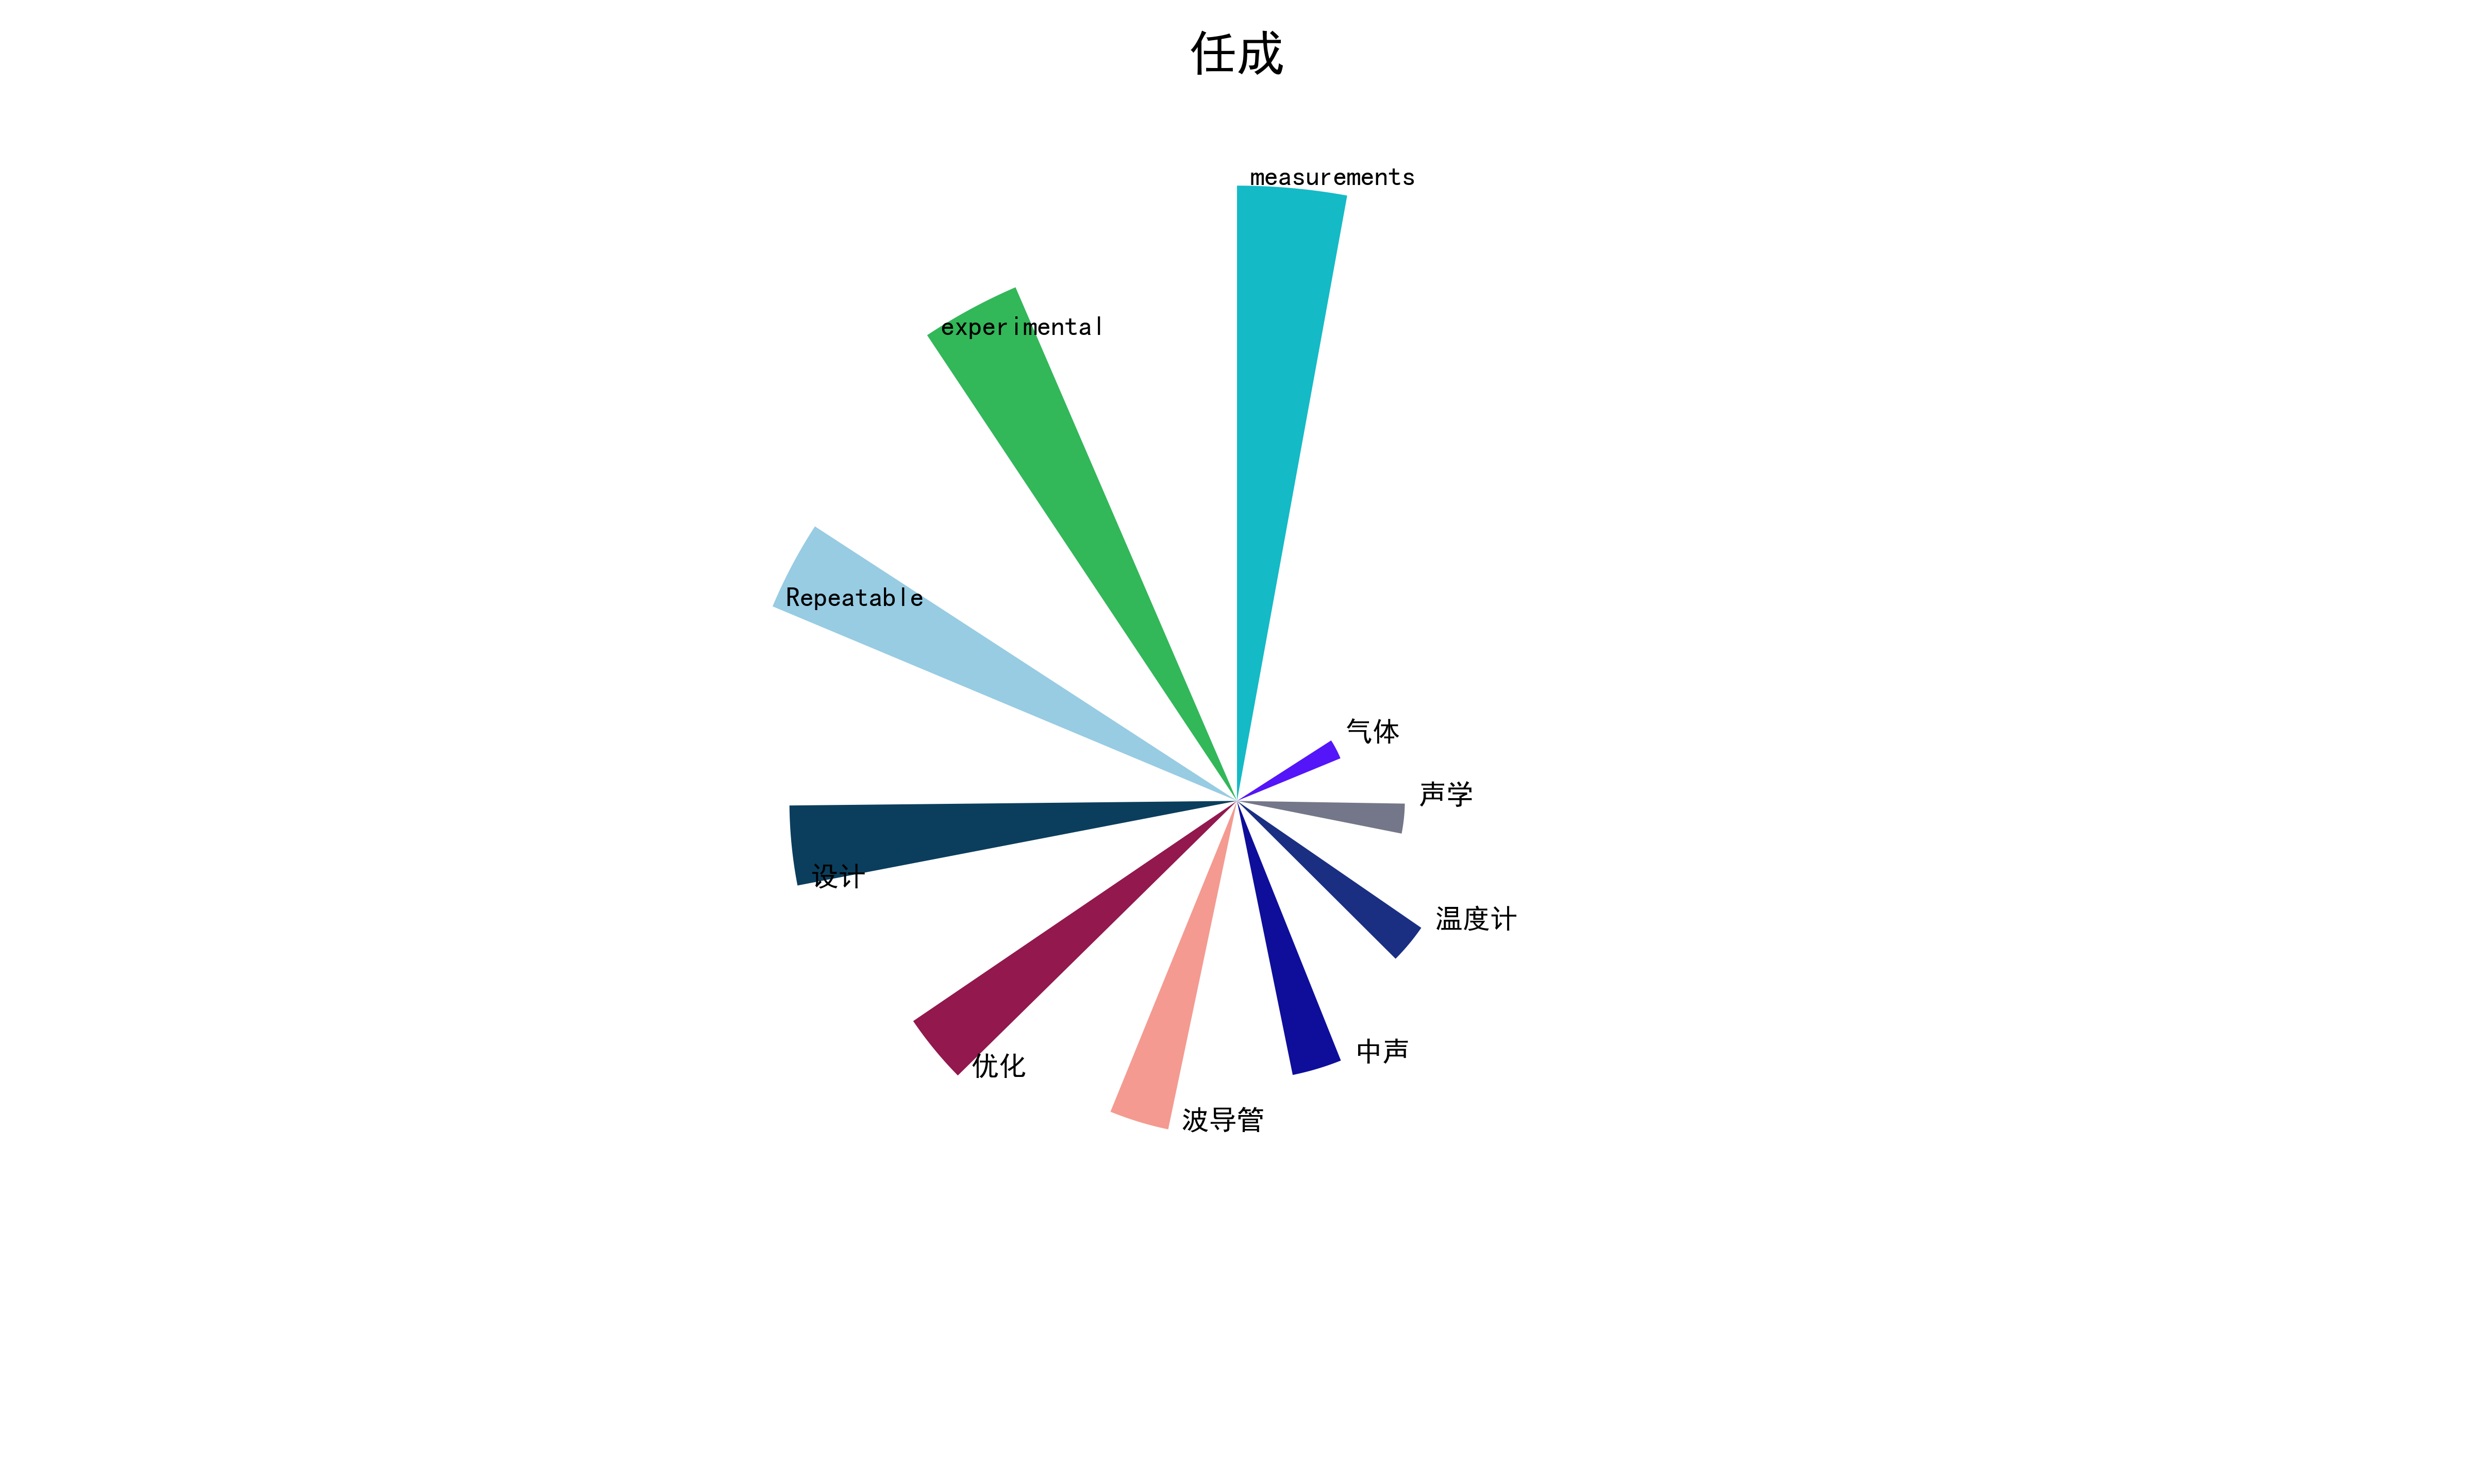 任成
measurements
experimental
Repeatable
气体
声学
设计
温度计
中声
优化
波导管